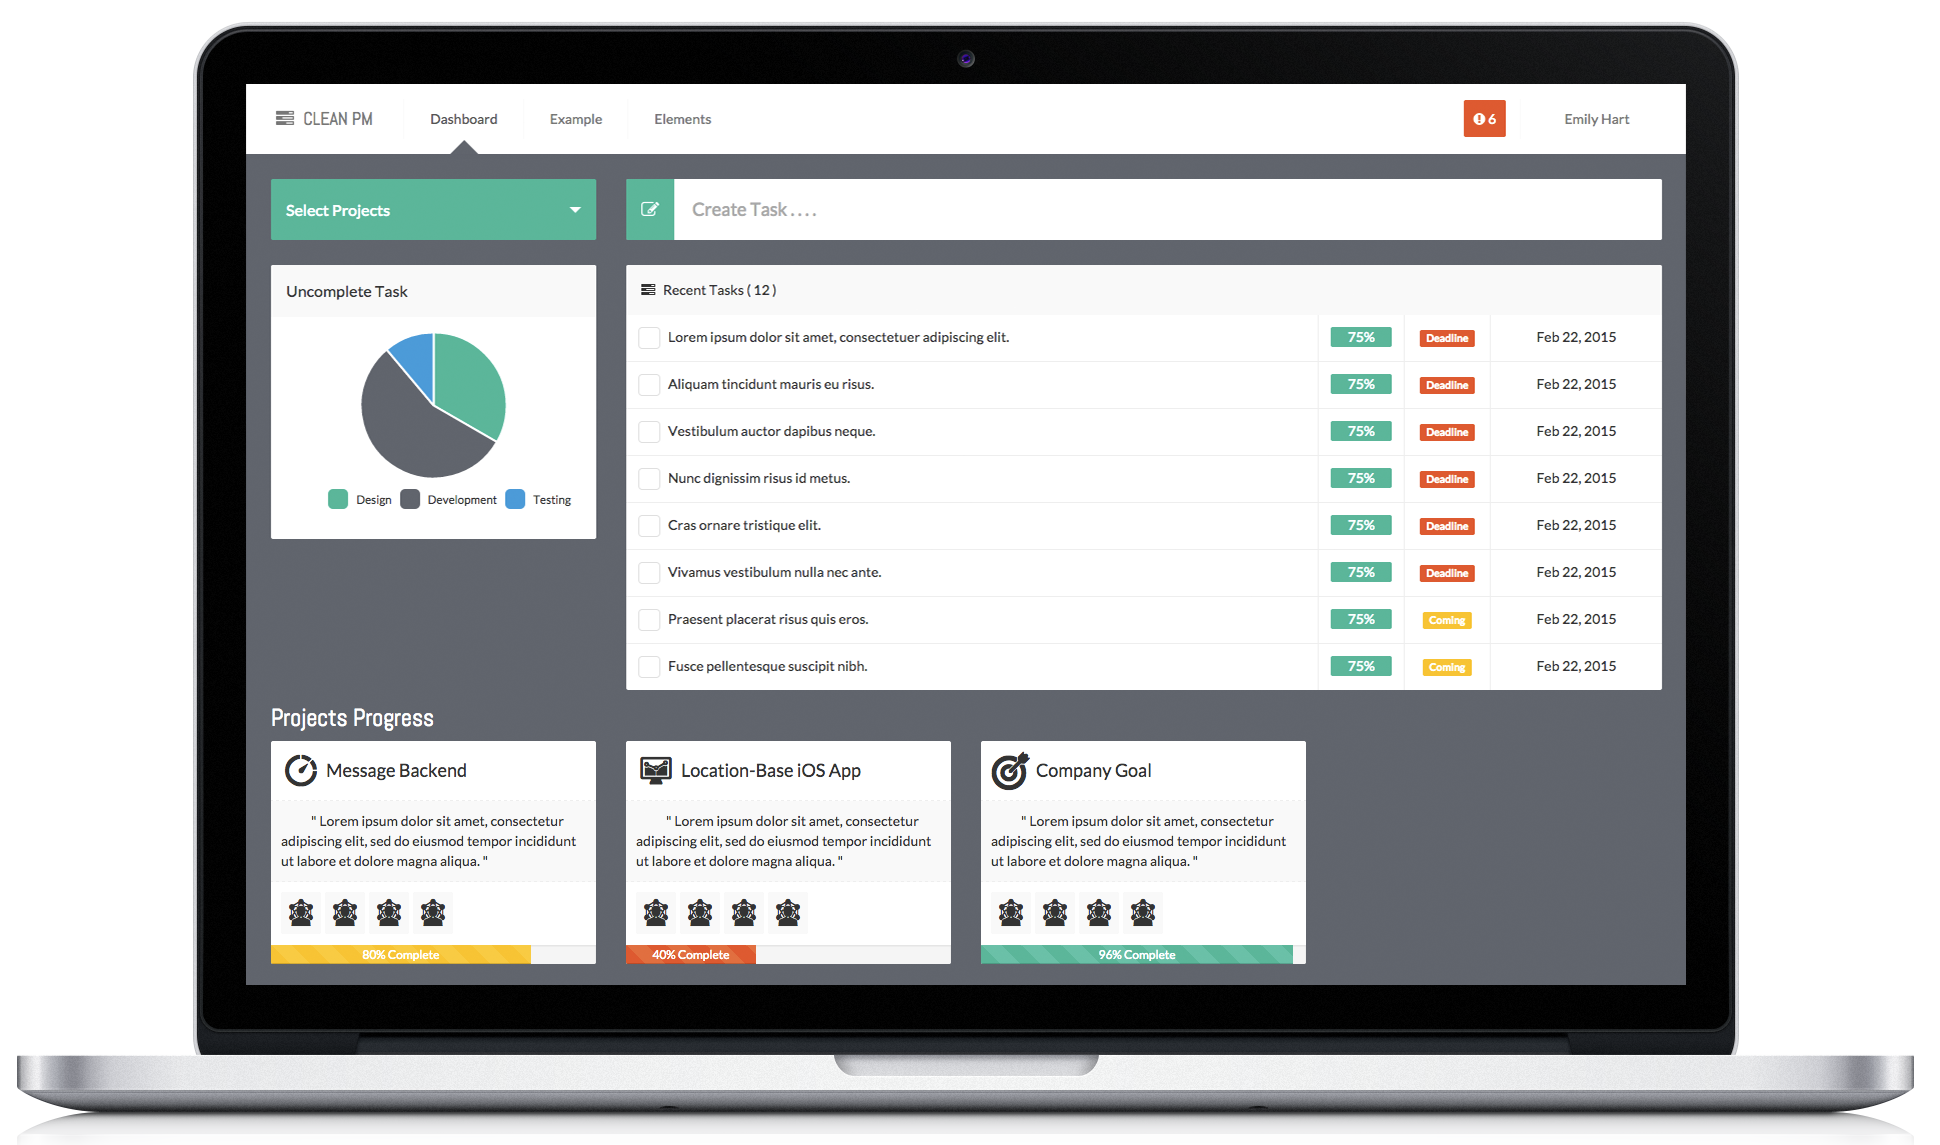 CLEAN PM
Dashboard
Example
Elements
6
Emily Hart
Select Projects
Create Task . . . .
Uncomplete Task
Design
Development
Testing
Recent Tasks ( 12 )
Lorem ipsum dolor sit amet, consectetuer adipiscing elit. 75% Deadline Feb 22, 2015
Aliquam tincidunt mauris eu risus. 75% Deadline Feb 22, 2015
Vestibulum auctor dapibus neque. 75% Deadline Feb 22, 2015
Nunc dignissim risus id metus. 75% Deadline Feb 22, 2015
Cras ornare tristique elit. 75% Deadline Feb 22, 2015
Vivamus vestibulum nulla nec ante. 75% Deadline Feb 22, 2015
Praesent placerat risus quis eros. 75% Coming Feb 22, 2015
Fusce pellentesque suscipit nibh. 75% Coming Feb 22, 2015
Projects Progress
Message Backend
" Lorem ipsum dolor sit amet, consectetur
adipiscing elit, sed do eiusmod tempor incididunt
ut labore et dolore magna aliqua. "
80% Complete
Location-Base iOS App
" Lorem ipsum dolor sit amet, consectetur
adipiscing elit, sed do eiusmod tempor incididunt
ut labore et dolore magna aliqua. "
40% Complete
Company Goal
" Lorem ipsum dolor sit amet, consectetur
adipiscing elit, sed do eiusmod tempor incididunt
ut labore et dolore magna aliqua. "
96% Complete